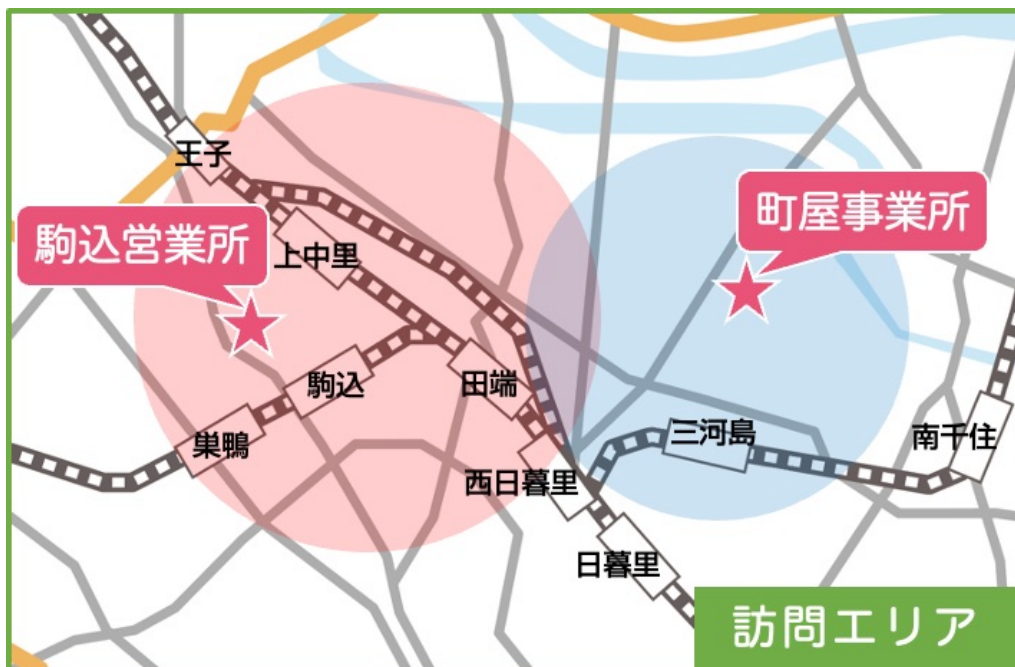 王子
町屋事業所
駒込営業所
上中里
駒込
田端
巣鴨
三河島
南千住
西日暮里
日暮里
訪問エリア